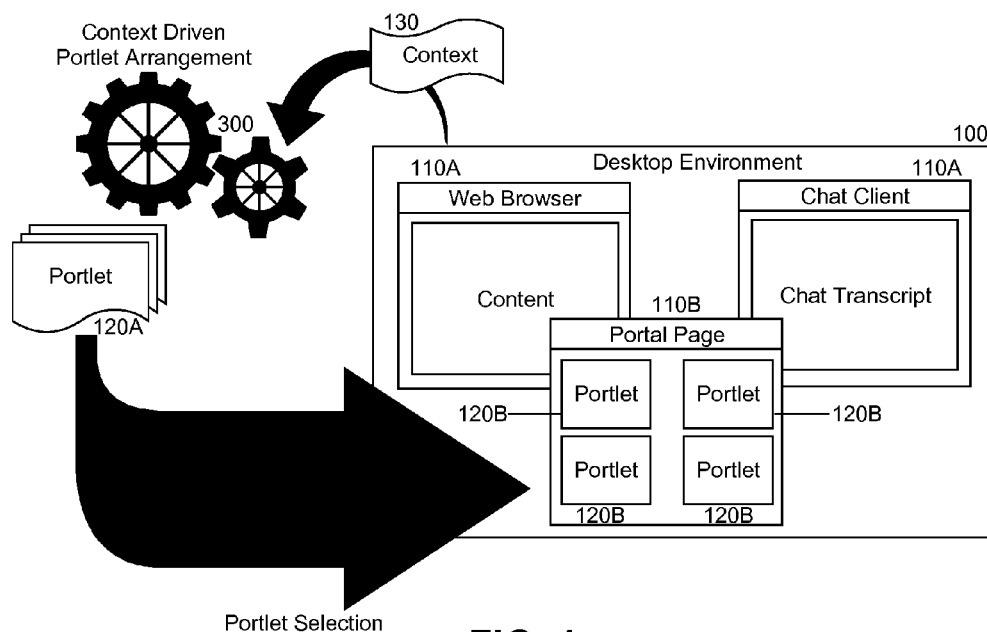 Context Driven
Portlet Arrangement
130
Context
300
100
Desktop Environment
110A
110A
Web Browser
Chat Client
Portlet
120A
Content
Chat Transcript
110B
Portal Page
Portlet
Portlet
120B
120B
Portlet
Portlet
120B
120B
Portlet Selection